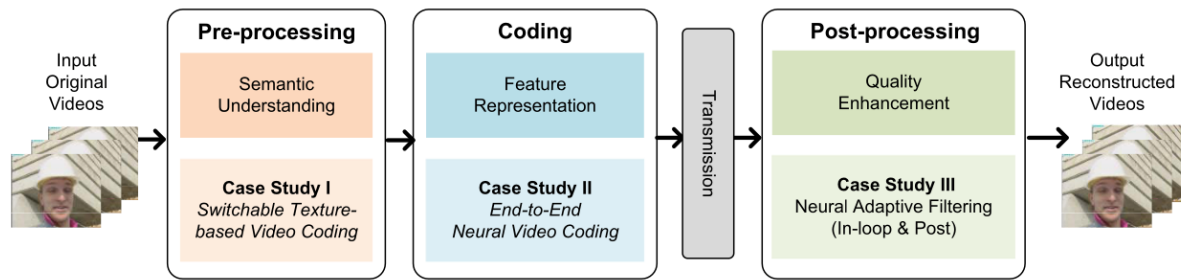 Input
Original
Videos
Pre-processing
Semantic
Understanding
Case Study I
Switchable Texture-
based Video Coding
Coding
Feature
Representation
Case Study II
End-to-End
Neural Video Coding
Transmission
Post-processing
Quality
Enhancement
Case Study III
Neural Adaptive Filtering
(In-loop & Post)
Output
Reconstructed
Videos